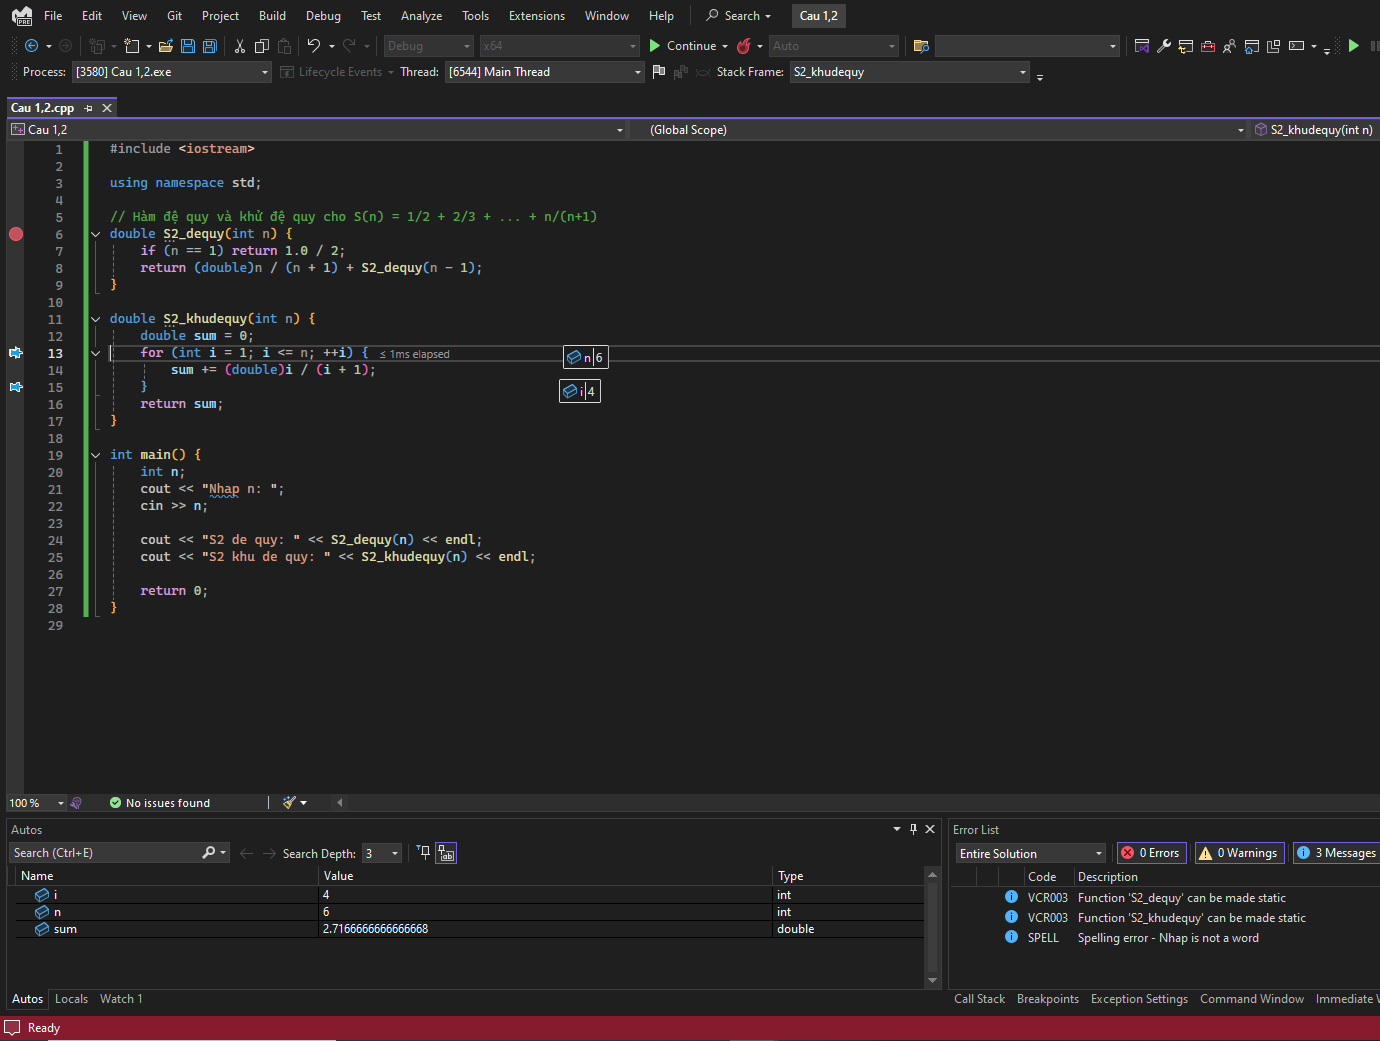 PRE File Edit View Git Project Build Debug Test Analyze Tools Extensions Window Help Search Cau 1,2
Debug x64 Continue Auto
Process: [3580] Cau 1,2.exe Lifecycle Events Thread: [6544] Main Thread Stack Frame: S2_khudequy
Cau 1,2.cpp
Cau 1,2 (Global Scope) S2_khudequy(int n)
1 #include <iostream>
2
3 using namespace std;
4
5 // Hàm đệ quy và khử đệ quy cho S(n) = 1/2 + 2/3 + ... + n/(n+1)
6 double S2_dequy(int n) {
7 if (n == 1) return 1.0 / 2;
8 return (double)n / (n + 1) + S2_dequy(n - 1);
9 }
10
11 double S2_khudequy(int n) {
12 double sum = 0;
13 for (int i = 1; i <= n; ++i) { ≤ 1ms elapsed n 6
14 sum += (double)i / (i + 1);
15 } i 4
16 return sum;
17 }
18
19 int main() {
20 int n;
21 cout << "Nhap n: ";
22 cin >> n;
23
24 cout << "S2 de quy: " << S2_dequy(n) << endl;
25 cout << "S2 khu de quy: " << S2_khudequy(n) << endl;
26
27 return 0;
28 }
29
100 % No issues found
Autos
Search (Ctrl+E) Search Depth: 3
Name Value Type
i 4 int
n 6 int
sum 2.7166666666666668 double
Autos Locals Watch 1
Error List
Entire Solution 0 Errors 0 Warnings 3 Messages
Code Description
VCR003 Function 'S2_dequy' can be made static
VCR003 Function 'S2_khudequy' can be made static
SPELL Spelling error - Nhap is not a word
Call Stack Breakpoints Exception Settings Command Window Immediate
Ready